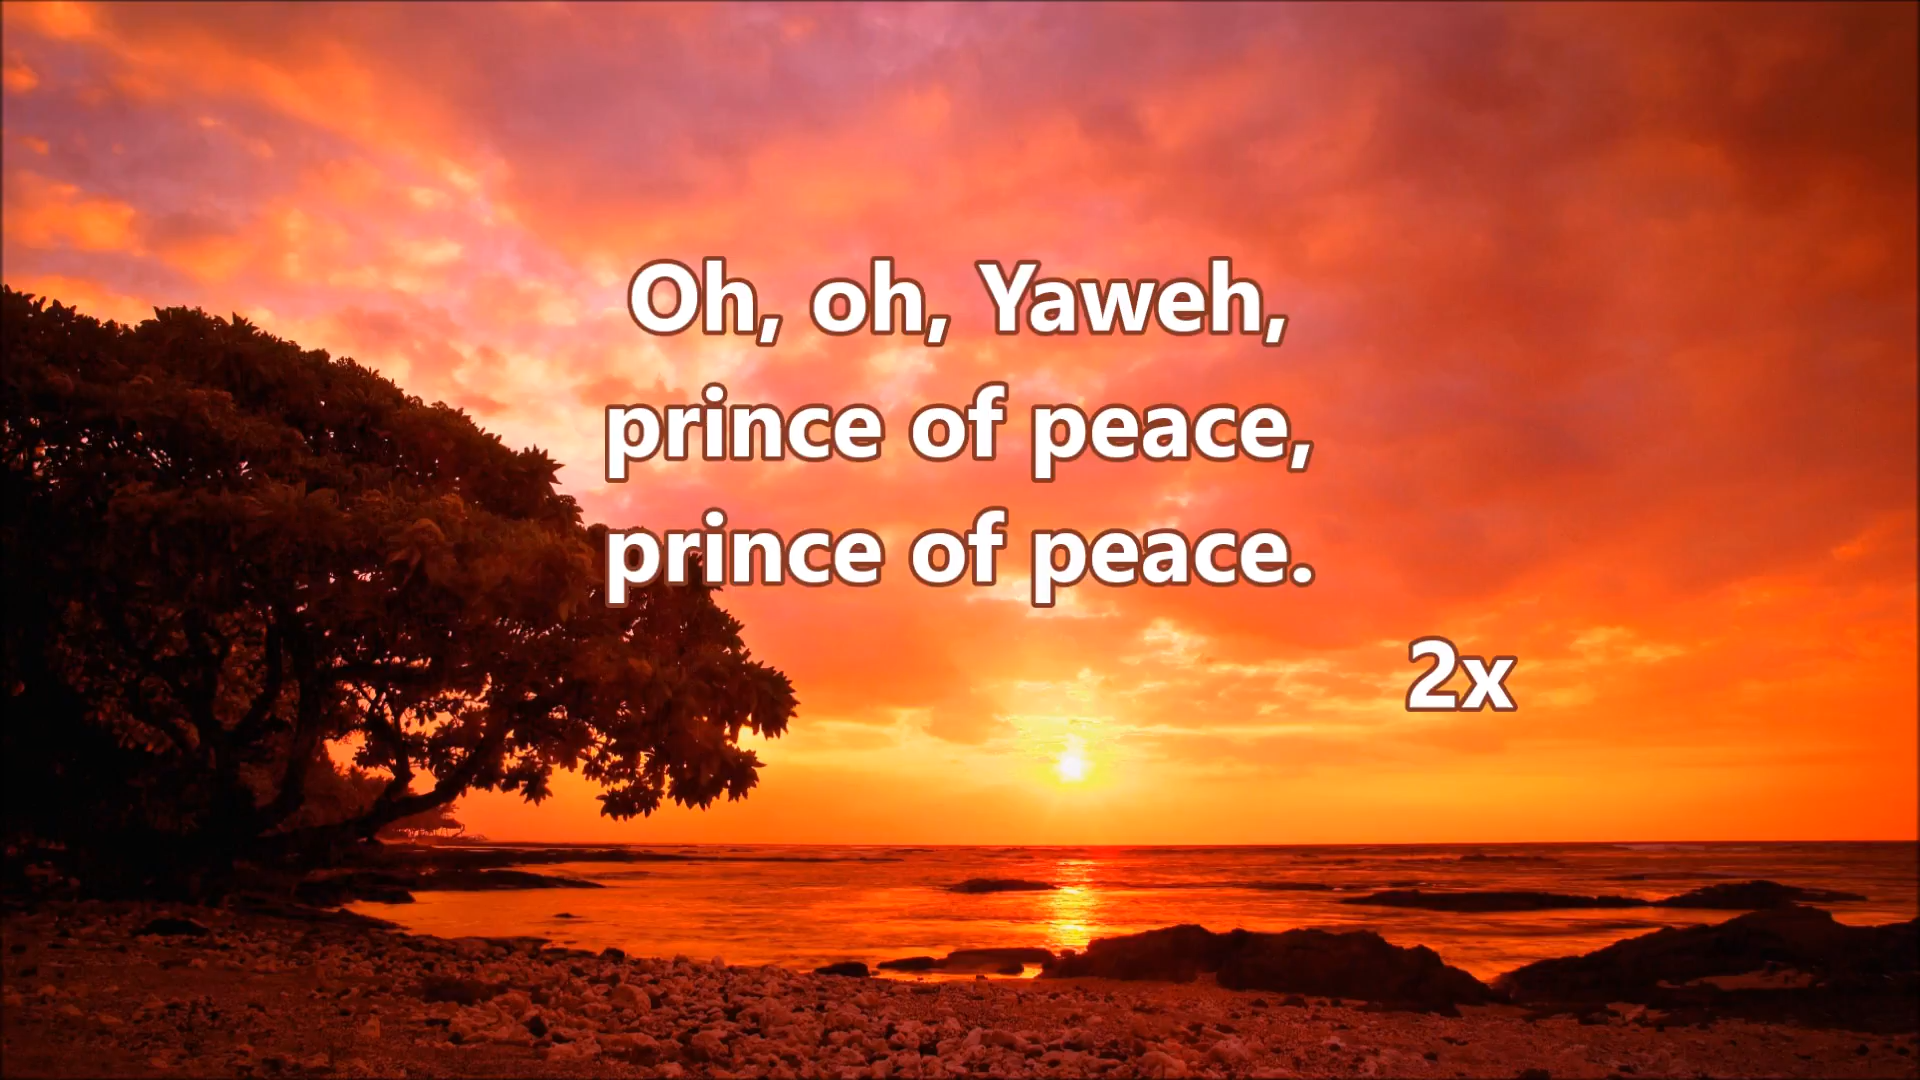 Oh, oh, Yaweh,
prince of peace,
prince of peace.
2x